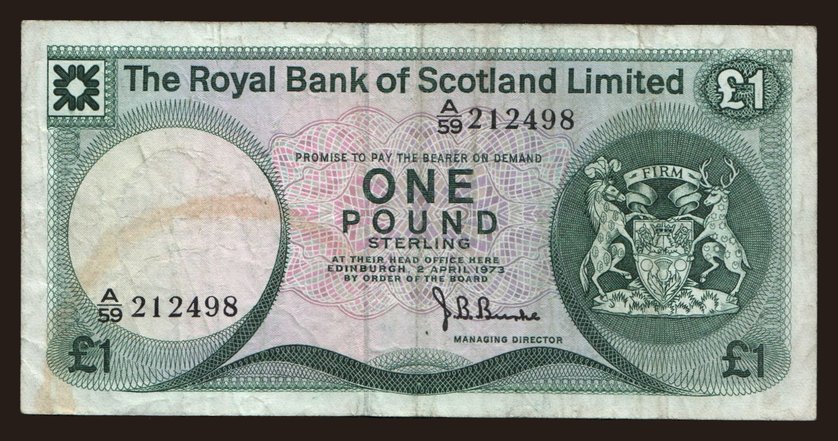 The Royal Bank of Scotland Limited
£1
A/59 212498
PROMISE TO PAY THE BEARER ON DEMAND
ONE
POUND
STERLING
AT THEIR HEAD OFFICE HERE
EDINBURGH, 2 APRIL 1973
BY ORDER OF THE BOARD
FIRM
A/59 212498
J. B. Burke
MANAGING DIRECTOR
£1
£1